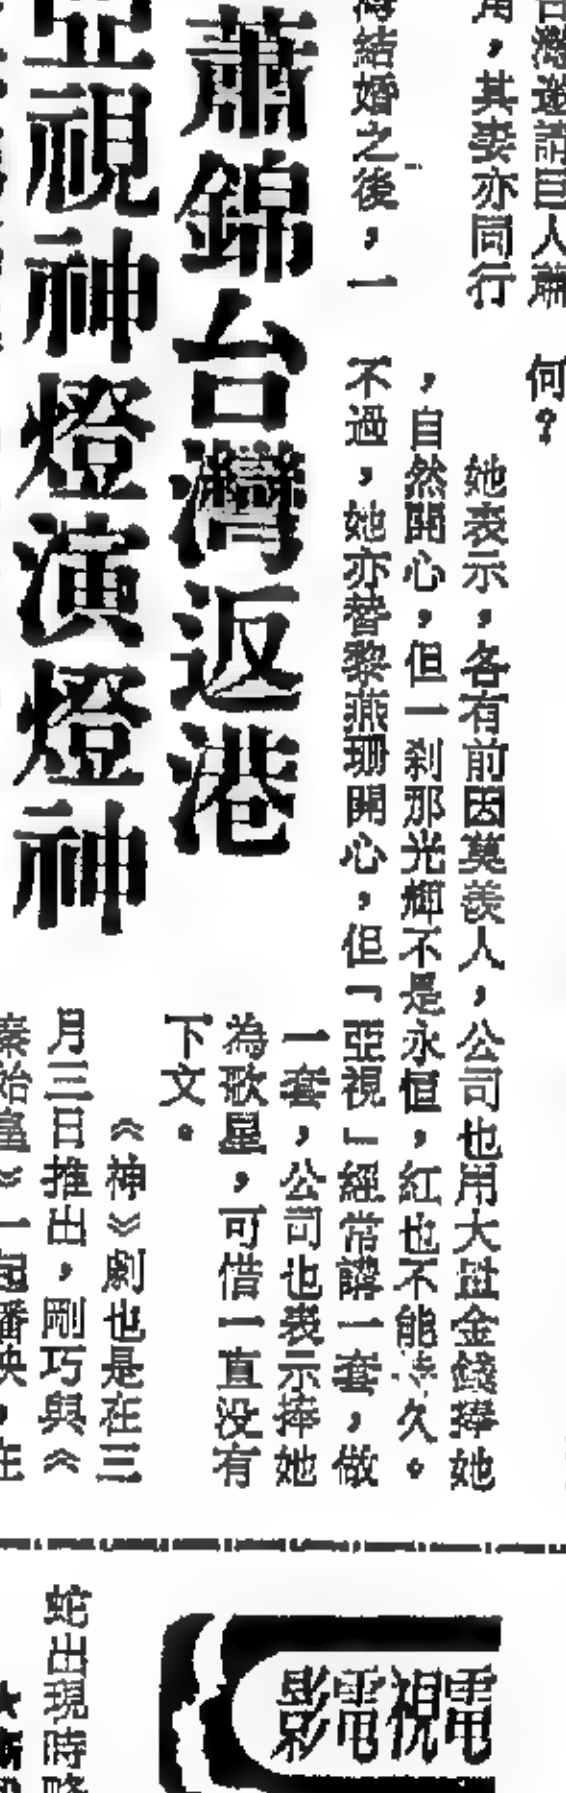 台灣邀請巨人蕭
角，其妻亦同行
結婚之後，一
何？
她表示，各有前因莫羨人，公司也用大批金錢捧她
，自然開心，但一刹那光輝不是永恒，紅也不能持久。
不過，她亦替黎燕珊開心，但「亞視」經常講一套，做
一套，公司也表示捧她
為歌星，可惜一直没有
下文。
蕭錦台灣返港
亞視神燈演燈神
《神》劇也是在三
月三日推出，剛巧與《
秦始皇》一起播映，在
電視電影
蛇出現時